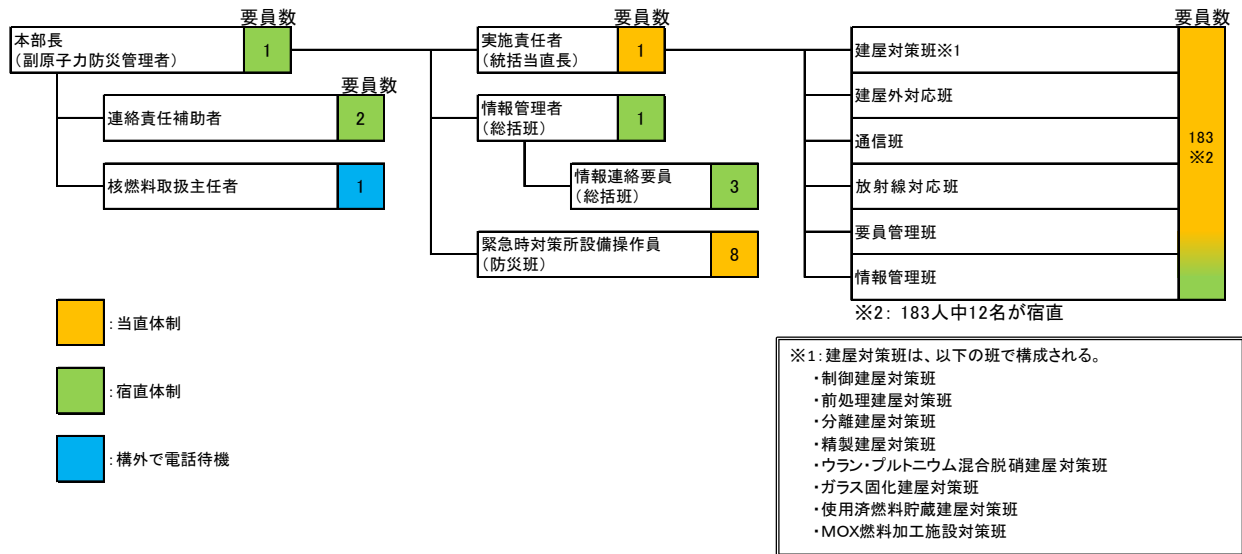 要員数
本部長
(副原子力防災管理者)
1
要員数
連絡責任補助者
2
核燃料取扱主任者
1
要員数
実施責任者
(統括当直長)
1
情報管理者
(総括班)
1
情報連絡要員
(総括班)
3
緊急時対策所設備操作員
(防災班)
8
要員数
建屋対策班※1
建屋外対応班
通信班
放射線対応班
要員管理班
情報管理班
183
※2
※2: 183人中12名が宿直
:当直体制
:宿直体制
:構外で電話待機
※1:建屋対策班は、以下の班で構成される。
・制御建屋対策班
・前処理建屋対策班
・分離建屋対策班
・精製建屋対策班
・ウラン・プルトニウム混合脱硝建屋対策班
・ガラス固化建屋対策班
・使用済燃料貯蔵建屋対策班
・MOX燃料加工施設対策班